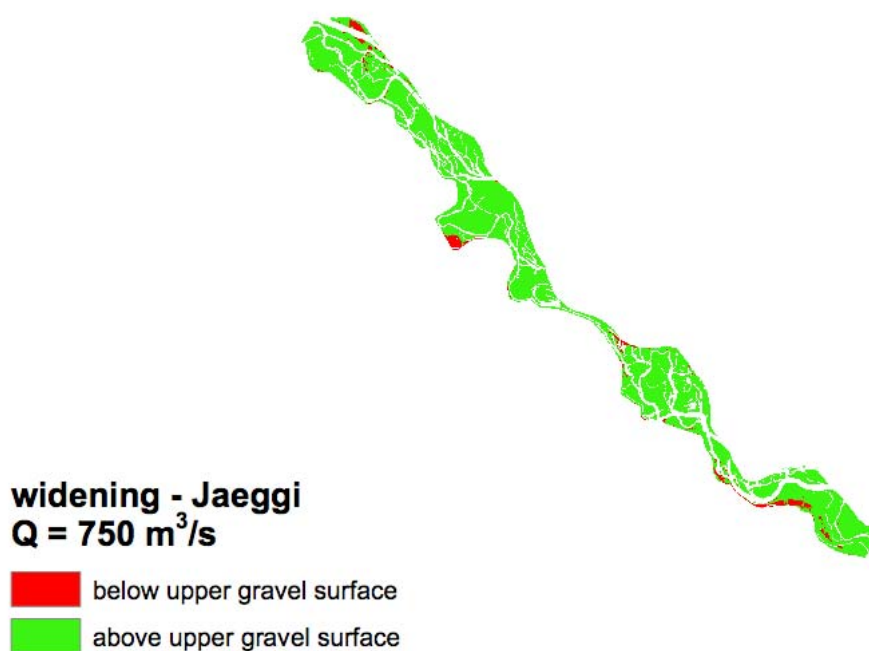 widening - Jaeggi
Q = 750 m³/s
below upper gravel surface
above upper gravel surface